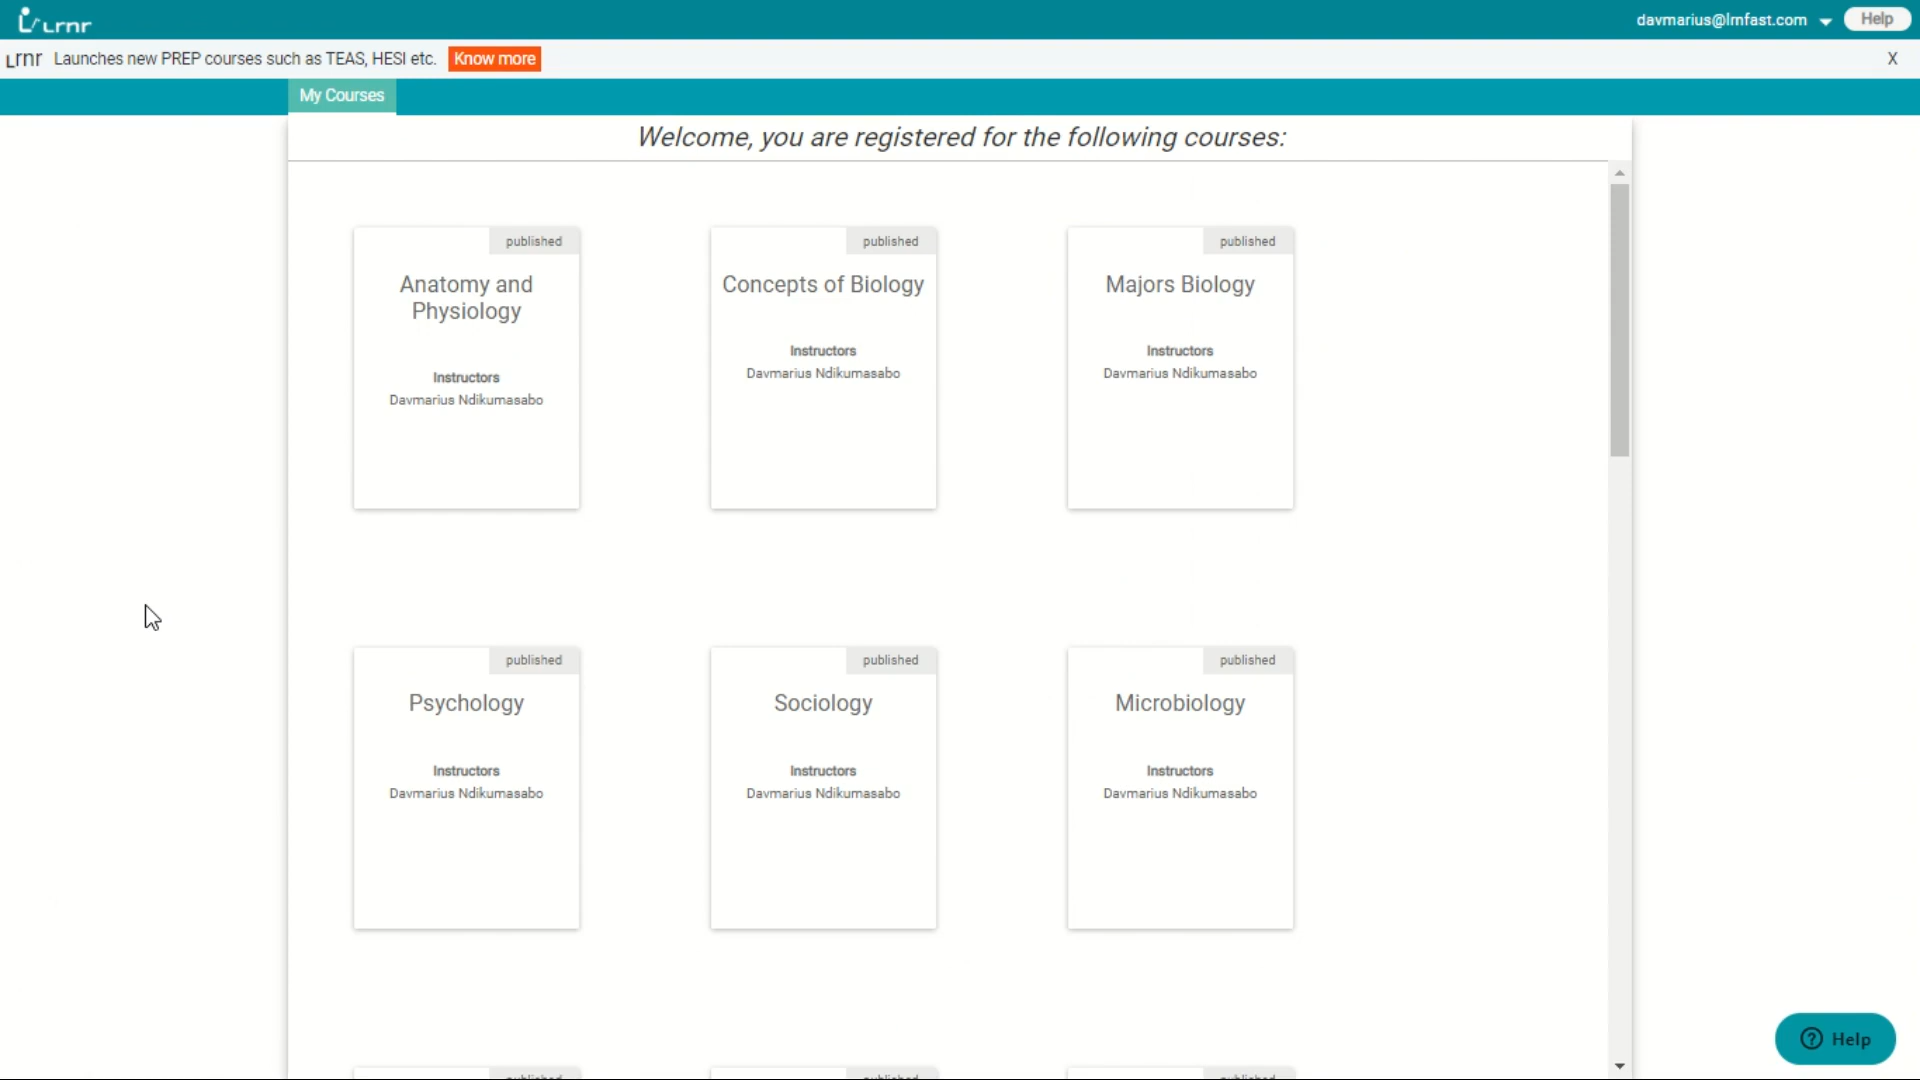 Lrnr
davmarius@lmfast.com
Help
Lrnr Launches new PREP courses such as TEAS, HESI etc. Know more X
My Courses
Welcome, you are registered for the following courses:
published
Anatomy and
Physiology
Instructors
Davmarius Ndikumasabo
published
Concepts of Biology
Instructors
Davmarius Ndikumasabo
published
Majors Biology
Instructors
Davmarius Ndikumasabo
published
Psychology
Instructors
Davmarius Ndikumasabo
published
Sociology
Instructors
Davmarius Ndikumasabo
published
Microbiology
Instructors
Davmarius Ndikumasabo
published
published
published
? Help